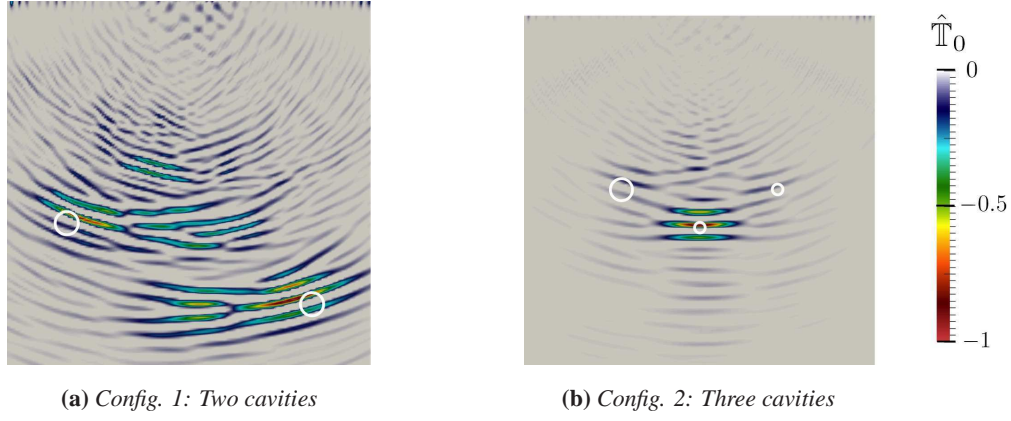 𝕋̂₀
0
−0.5
−1
(a) Config. 1: Two cavities
(b) Config. 2: Three cavities